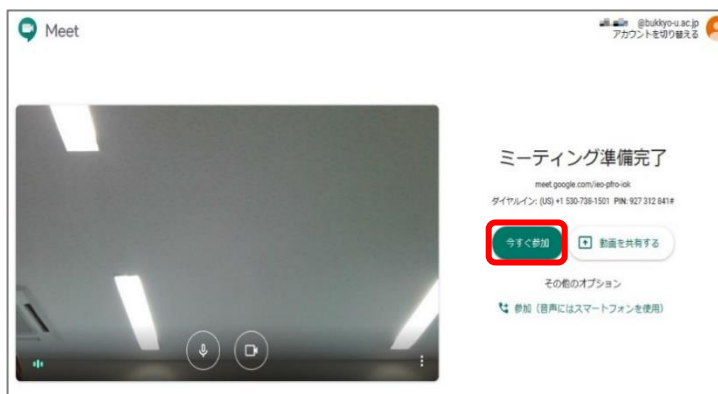 Meet
@bukkyo-u.ac.jp
アカウントを切り替える
ミーティング準備完了
meet.google.com/ieo-pfro-iok
ダイヤルイン: (US) +1 530-738-1501 PIN: 927 312 841#
今すぐ参加
動画を共有する
その他のオプション
参加（音声にはスマートフォンを使用）